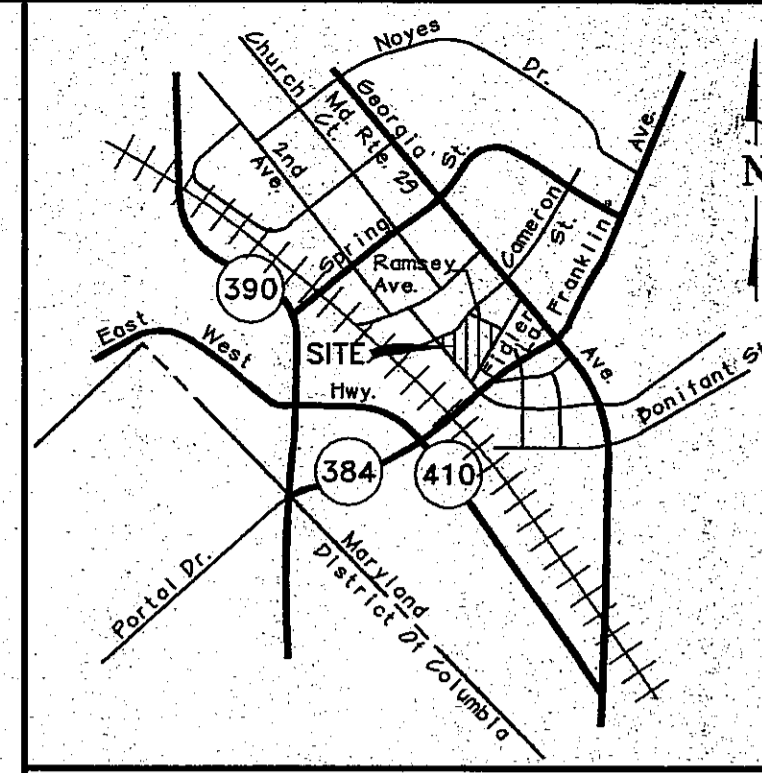 Noyes
Dr.
Church
Ct.
Georgia
Md. Rte. 29
Ave.
2nd
Ave.
St.
Spring
Cameron
St.
Ramsey
Ave.
Franklin
Fidler
La.
N
390
East
West
Hwy.
SITE
Ave.
Bonifant St
384
410
Portal Dr.
Maryland
District Of Columbia